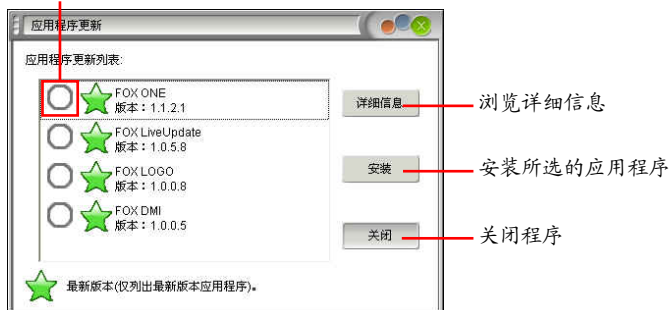 应用程序更新
应用程序更新列表:
FOX ONE
版本：1.1.2.1
FOX LiveUpdate
版本：1.0.5.8
FOX LOGO
版本：1.0.0.8
FOX DMI
版本：1.0.0.5
详细信息
安装
关闭
浏览详细信息
安装所选的应用程序
关闭程序
最新版本(仅列出最新版本应用程序)。